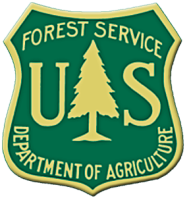 FOREST SERVICE
U S
DEPARTMENT OF AGRICULTURE